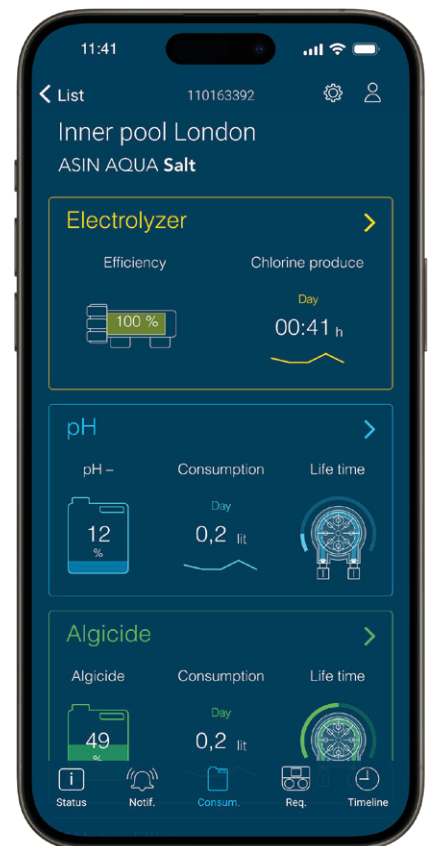 11:41
List
110163392
Inner pool London
ASIN AQUA Salt
Electrolyzer
Efficiency
Chlorine produce
100 %
Day
00:41 h
pH
pH –
Consumption
Life time
12
%
Day
0,2 lit
Algicide
Algicide
Consumption
Life time
49
%
Day
0,2 lit
Status
Notif.
Consum.
Req.
Timeline